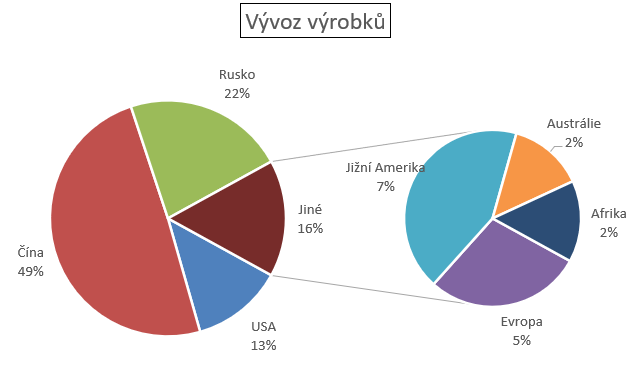 Vývoz výrobků
Rusko
22%
Jiné
16%
USA
13%
Čína
49%
Jižní Amerika
7%
Austrálie
2%
Afrika
2%
Evropa
5%